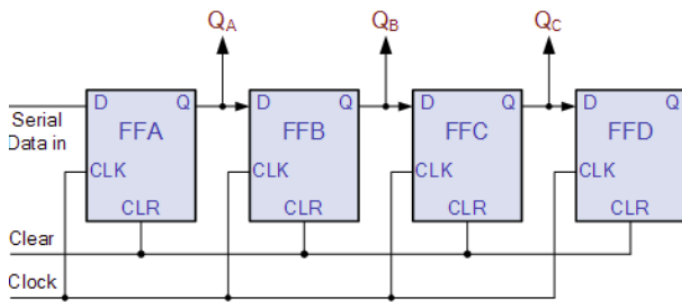 QA QB QC
D Q D Q D Q D Q
Serial FFA FFB FFC FFD
Data in
CLK CLK CLK CLK
CLR CLR CLR CLR
Clear
Clock